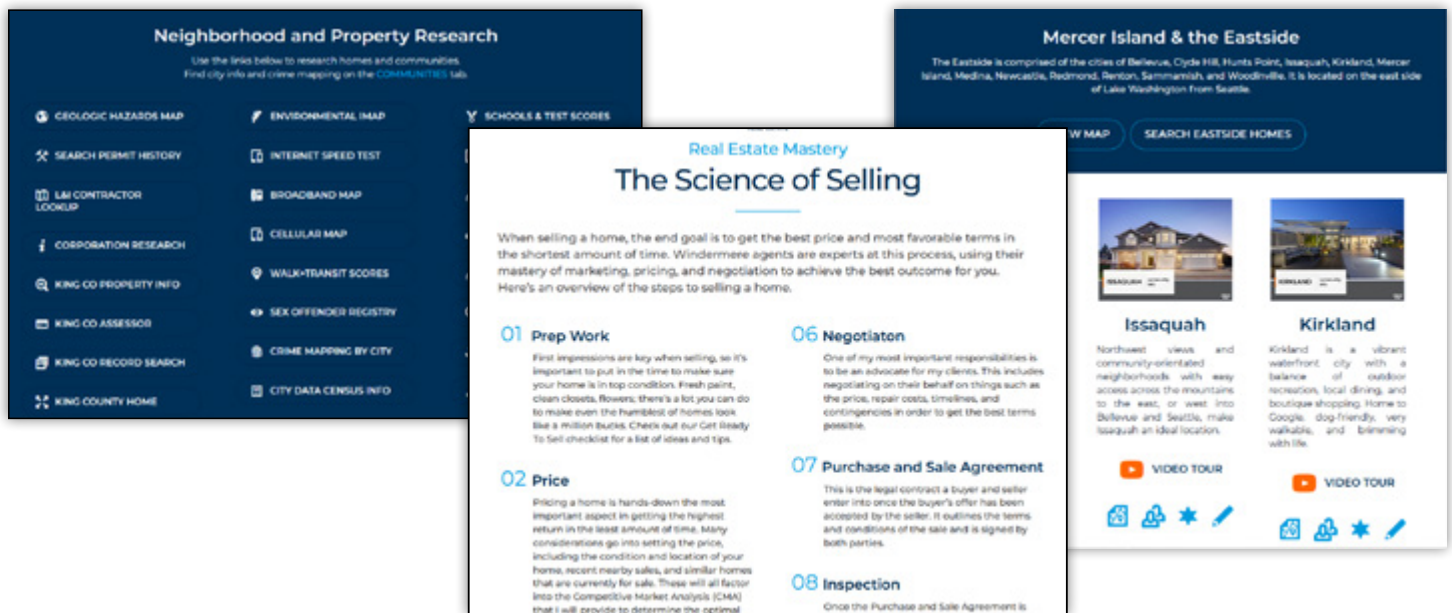 Neighborhood and Property Research
Use the links below to research homes and communities.
Find city info and crime mapping on the COMMUNITIES tab.
GEOLOGIC HAZARDS MAP
SEARCH PERMIT HISTORY
L&I CONTRACTOR
LOOKUP
CORPORATION RESEARCH
KING CO PROPERTY INFO
KING CO ASSESSOR
KING CO RECORD SEARCH
KING COUNTY HOME
ENVIRONMENTAL IMAP
INTERNET SPEED TEST
BROADBAND MAP
CELLULAR MAP
WALK+TRANSIT SCORES
SEX OFFENDER REGISTRY
CRIME MAPPING BY CITY
CITY DATA CENSUS INFO
SCHOOLS & TEST SCORES
Real Estate Mastery
The Science of Selling
When selling a home, the end goal is to get the best price and most favorable terms in
the shortest amount of time. Windermere agents are experts at this process, using their
mastery of marketing, pricing, and negotiation to achieve the best outcome for you.
Here's an overview of the steps to selling a home.
01 Prep Work
First impressions are key when selling, so it's
important to put in the time to make sure
your home is in top condition. Fresh paint,
clean closets, flowers; there's a lot you can do
to make even the humblest of homes look
like a million bucks. Check out our Get Ready
To Sell checklist for a list of ideas and tips.
02 Price
Pricing a home is hands-down the most
important aspect in getting the highest
return in the least amount of time. Many
considerations go into setting the price,
including the condition and location of your
home, recent nearby sales, and similar homes
that are currently for sale. These will all factor
into the Competitive Market Analysis (CMA)
that I will provide to determine the optimal
06 Negotiaton
One of my most important responsibilities is
to be an advocate for my clients. This includes
negotiating on their behalf on things such as
the price, repair costs, timelines, and
contingencies in order to get the best terms
possible.
07 Purchase and Sale Agreement
This is the legal contract a buyer and seller
enter into once the buyer's offer has been
accepted by the seller. It outlines the terms
and conditions of the sale and is signed by
both parties.
08 Inspection
Once the Purchase and Sale Agreement is
Mercer Island & the Eastside
The Eastside is comprised of the cities of Bellevue, Clyde Hill, Hunts Point, Issaquah, Kirkland, Mercer
Island, Medina, Newcastle, Redmond, Renton, Sammamish, and Woodinville. It is located on the east side
of Lake Washington from Seattle.
W MAP
SEARCH EASTSIDE HOMES
ISSAQUAH
KIRKLAND
Issaquah
Northwest views and
community-orientated
neighborhoods with easy
access across the mountains
to the east, or west into
Bellevue and Seattle, make
Issaquah an ideal location.
VIDEO TOUR
Kirkland
Kirkland is a vibrant
waterfront city with a
balance of outdoor
recreation, local dining, and
boutique shopping. Home to
Google, dog-friendly, very
walkable, and brimming
with life.
VIDEO TOUR